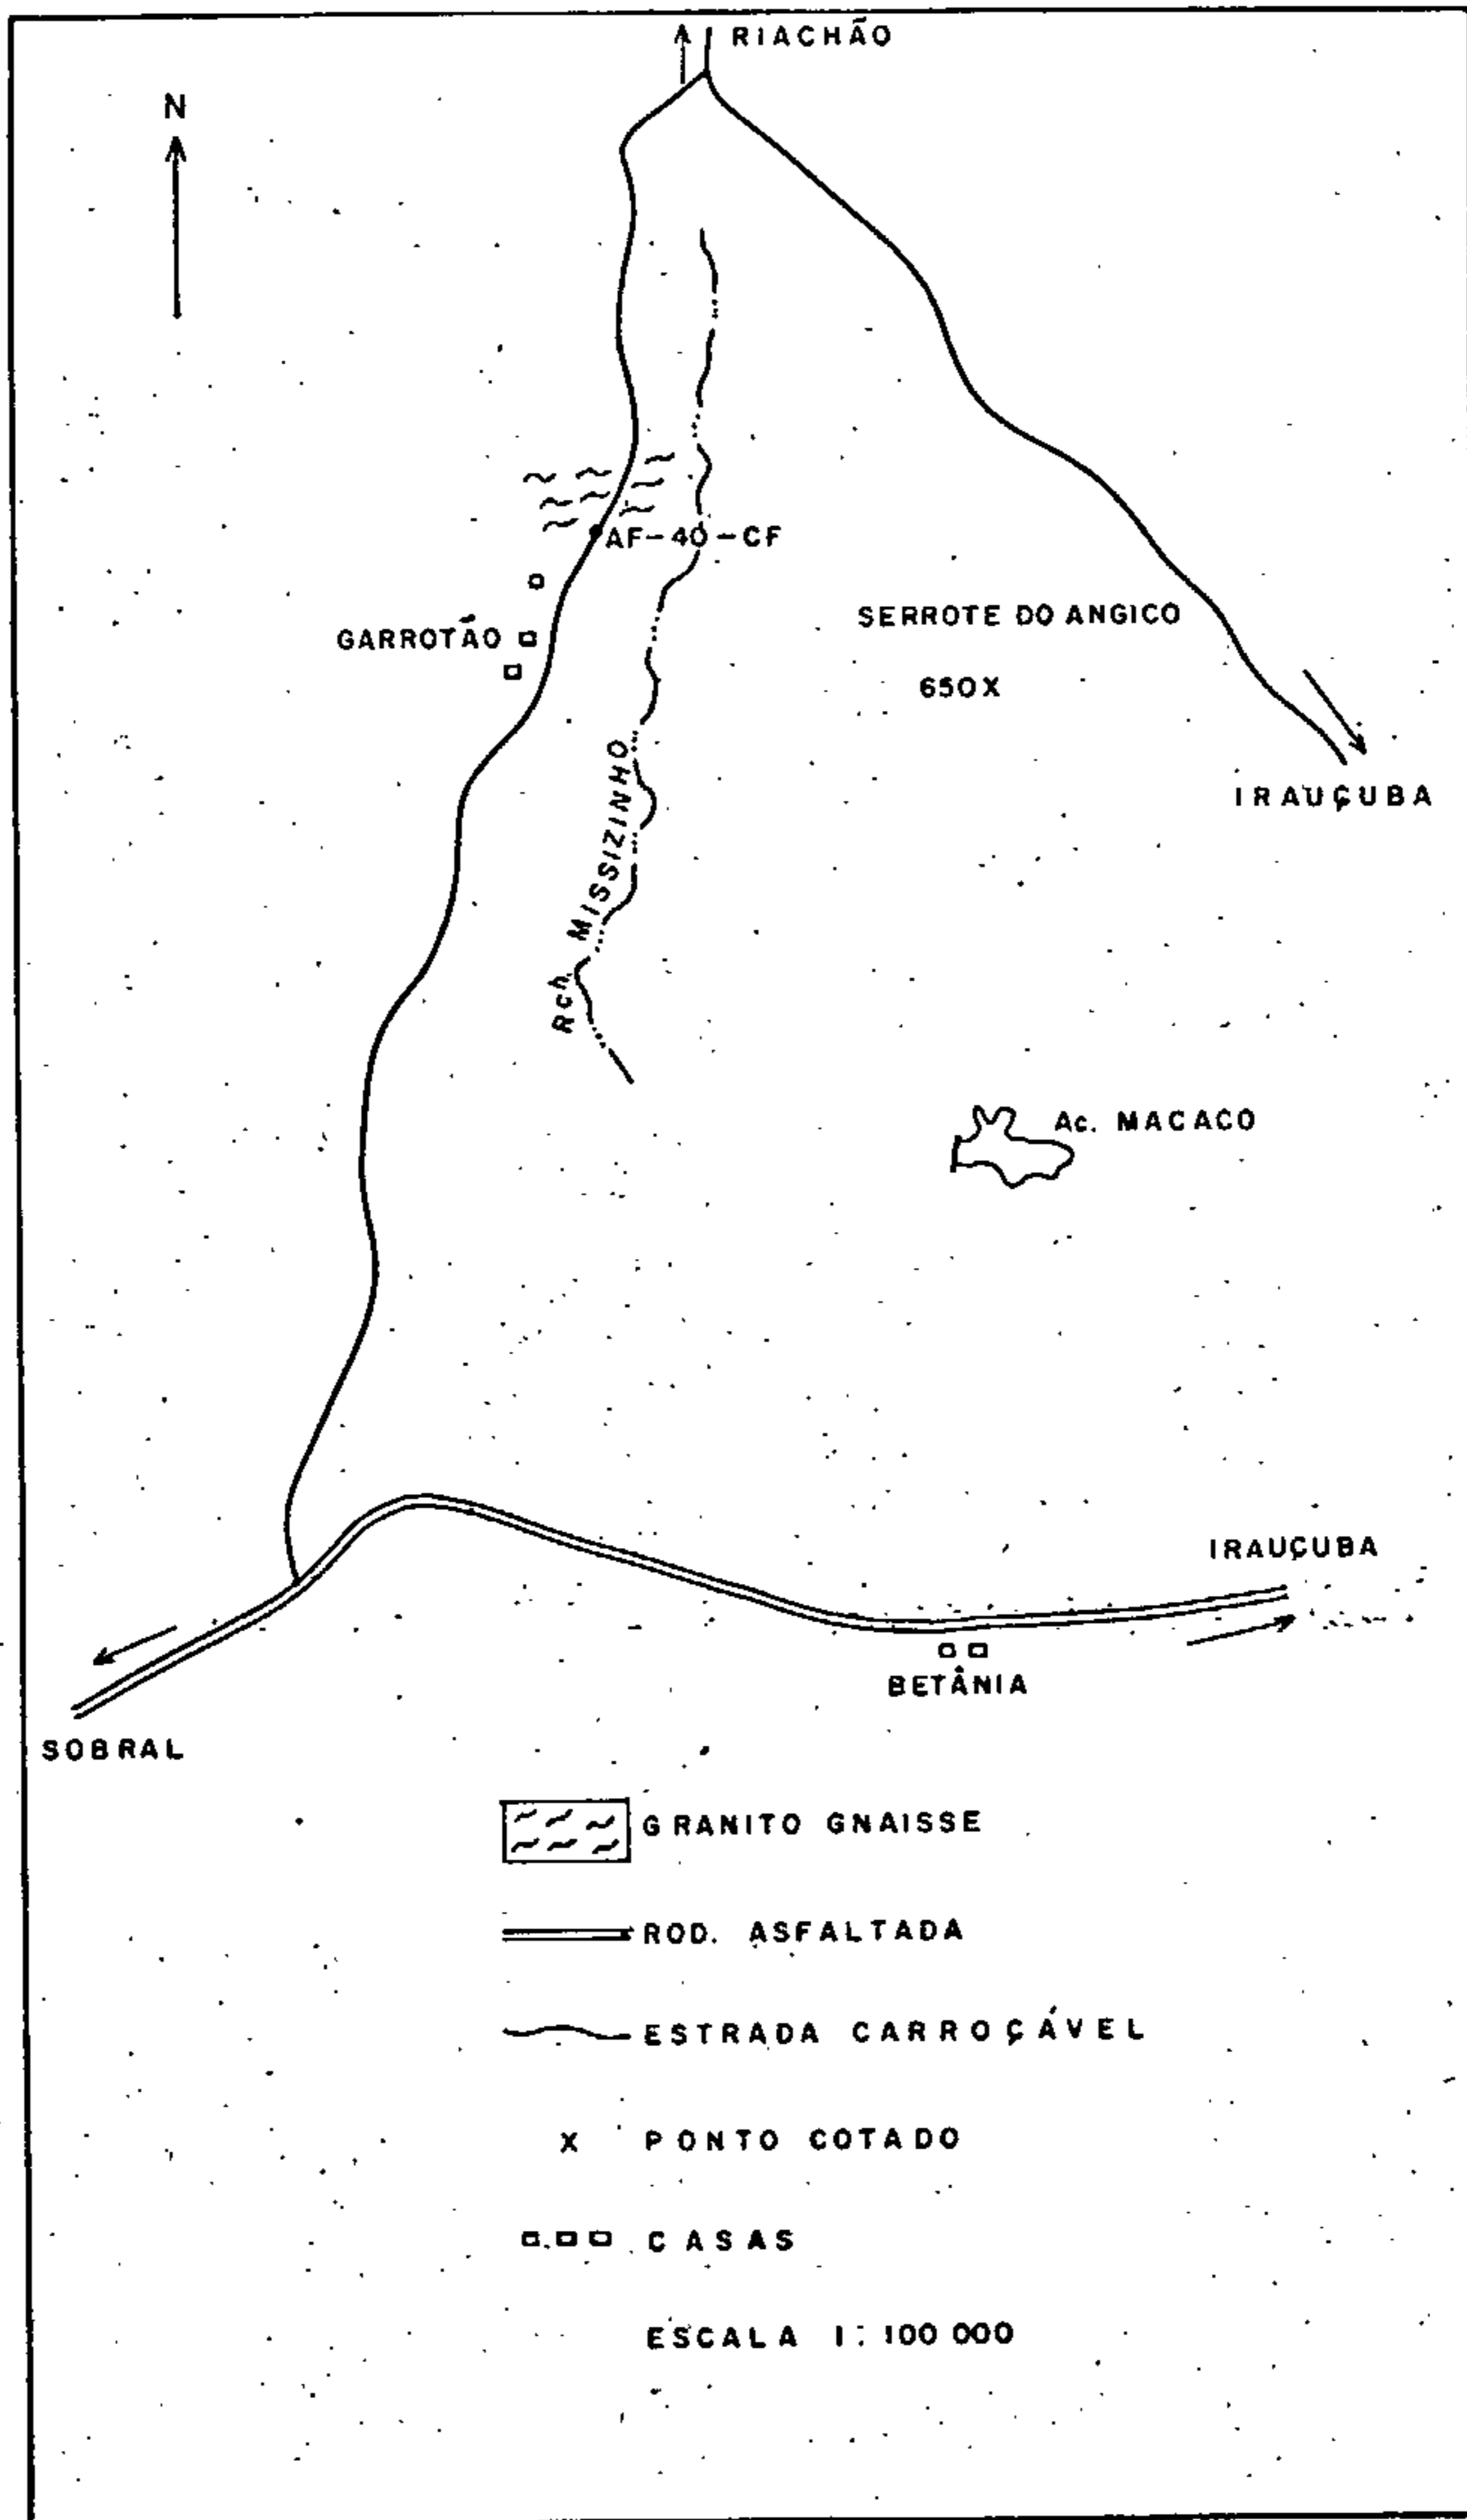 RIACHÃO
N
AF-40-CF
GARROTÃO
SERROTE DO ANGICO
650X
IRAUÇUBA
Rch. MISSIZINHO
Ac. MACACO
IRAUÇUBA
BETÂNIA
SOBRAL
GRANITO GNAISSE
ROD. ASFALTADA
ESTRADA CARROÇÁVEL
X PONTO COTADO
CASAS
ESCALA 1:100 000